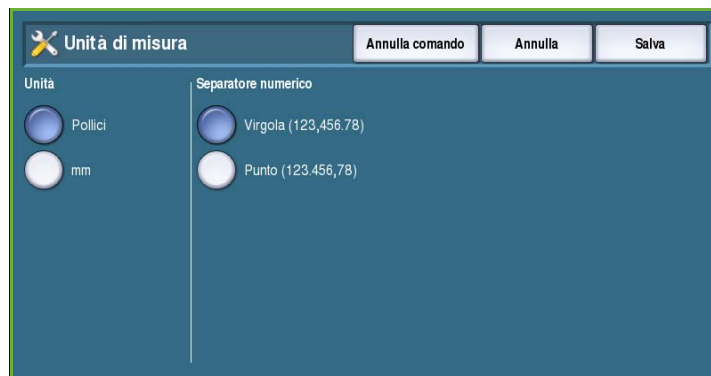 Unità di misura
Annulla comando
Annulla
Salva
Unità
Separatore numerico
Pollici
Virgola (123,456.78)
mm
Punto (123.456,78)